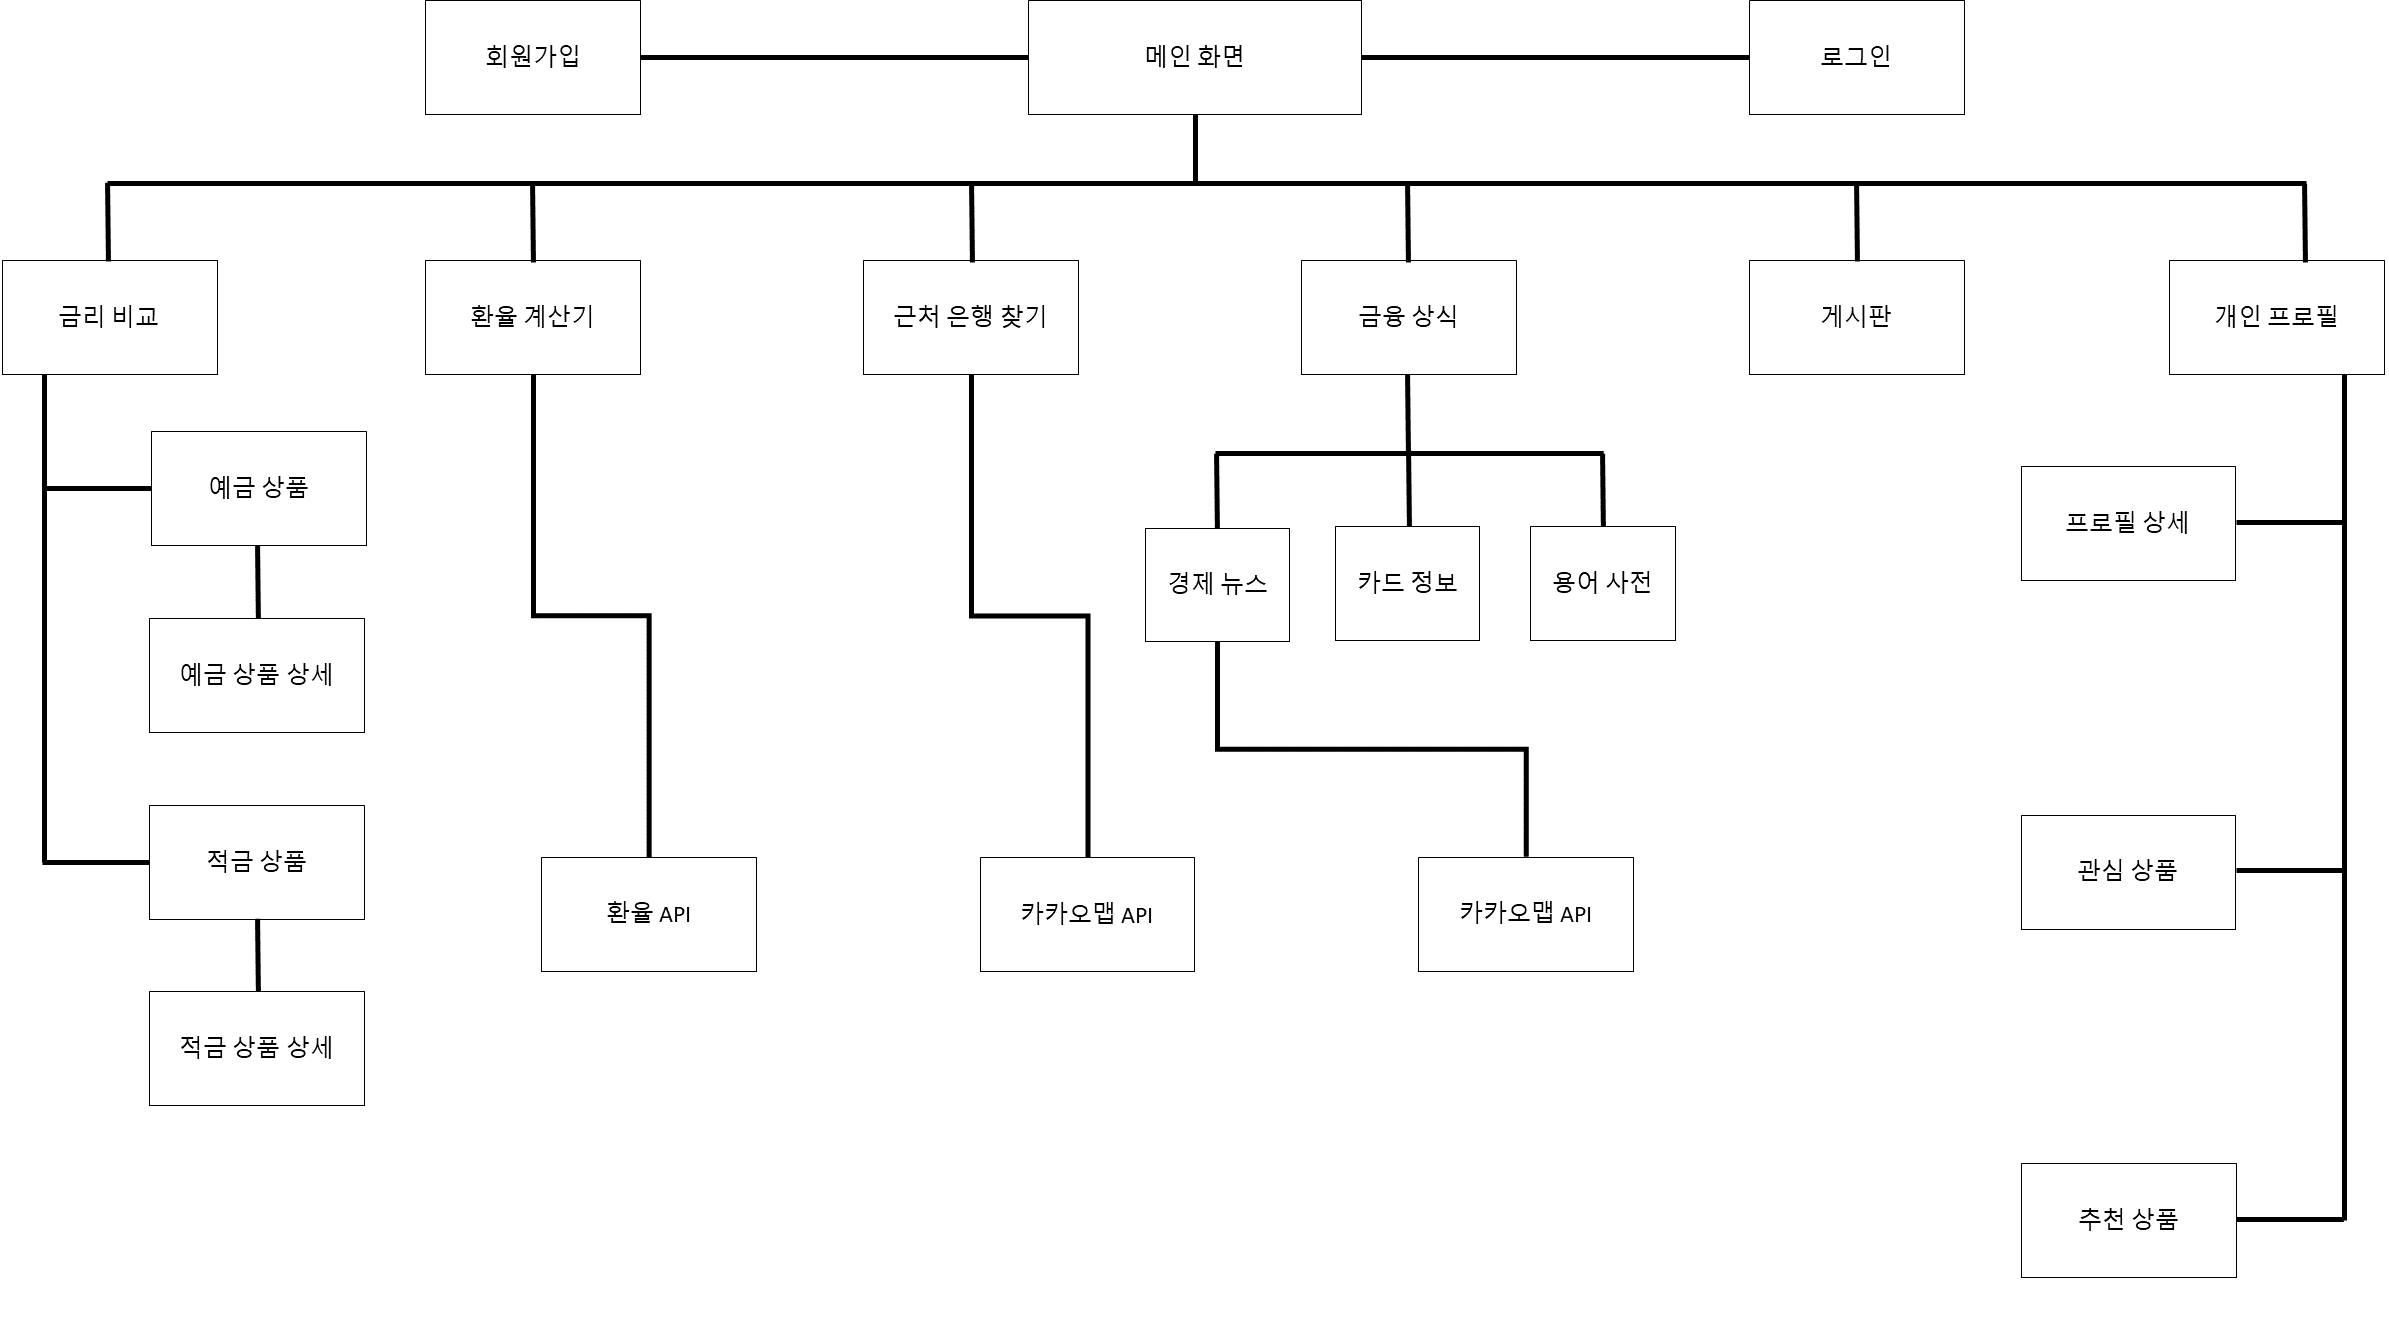 회원가입
메인 화면
로그인
금리 비교
환율 계산기
근처 은행 찾기
금융 상식
게시판
개인 프로필
예금 상품
프로필 상세
경제 뉴스
카드 정보
용어 사전
예금 상품 상세
적금 상품
환율 API
카카오맵 API
카카오맵 API
관심 상품
적금 상품 상세
추천 상품